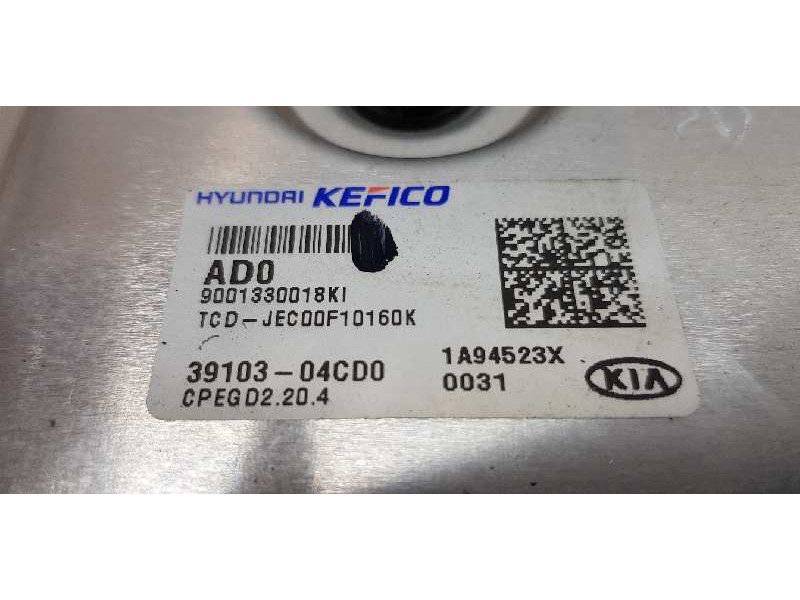 HYUNDAI KEFICO
AD0
9001330018KI
TCD-JEC00F10160K
39103-04CD0
CPEGD2.20.4
1A94523X
0031
KIA